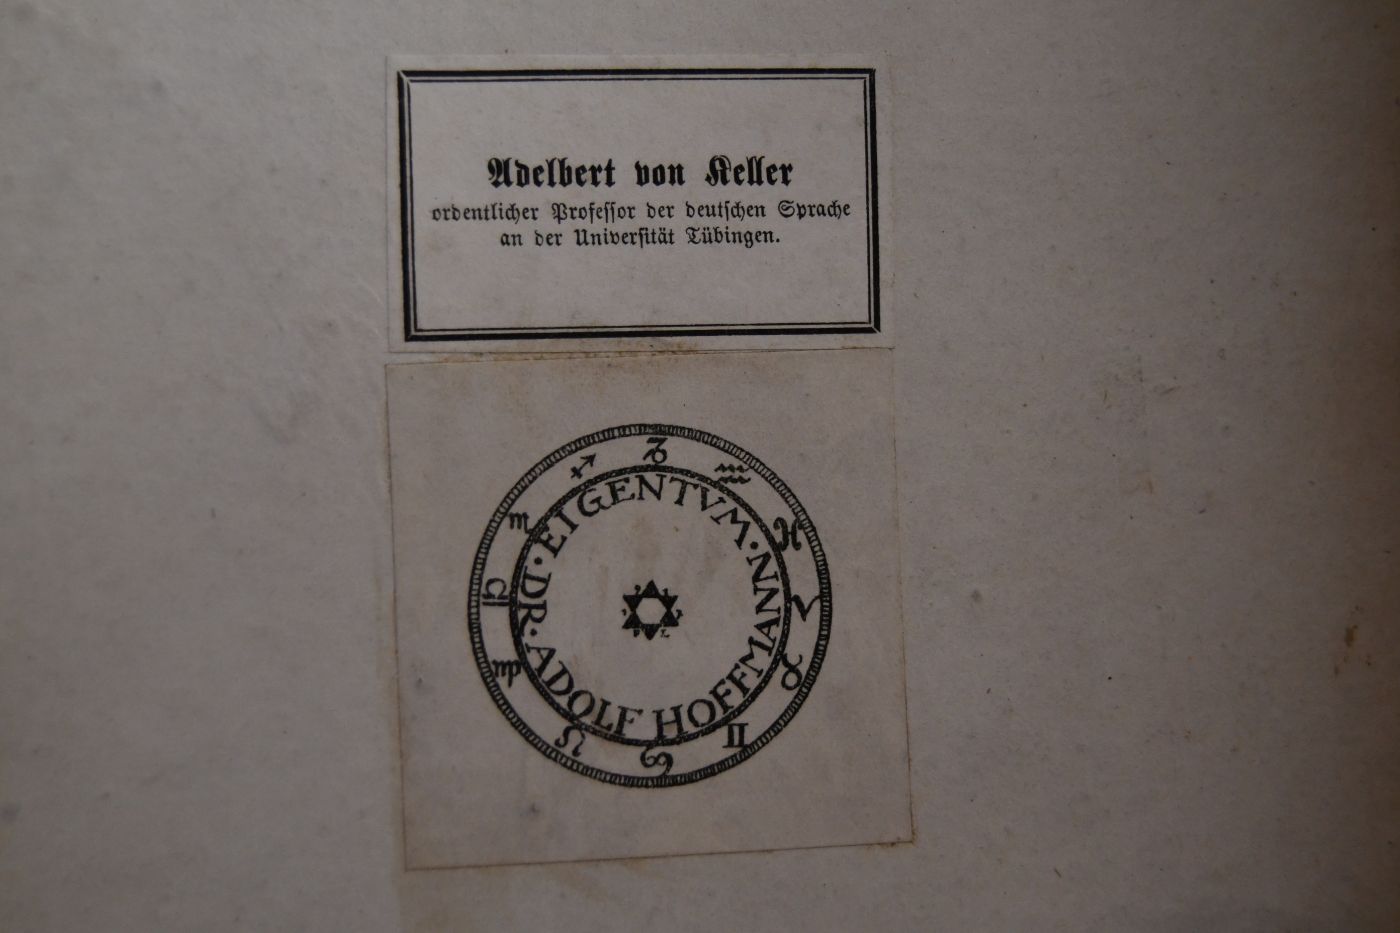 Adelbert von Keller
ordentlicher Professor der deutschen Sprache
an der Universität Tübingen.
EIGENTVM · DR · ADOLF HOFFMANN ·